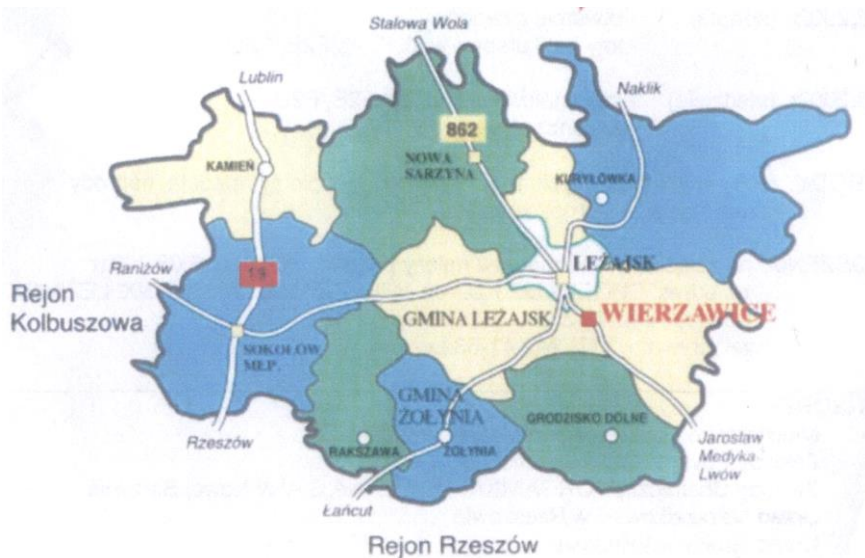 Stalowa Wola
Lublin
Naklik
862
KAMIEŃ
NOWA
SARZYNA
KURYŁÓWKA
Raniżów
19
LEŻAJSK
Rejon
Kolbuszowa
GMINA LEŻAJSK
WIERZAWICE
SOKOŁÓW
MŁP.
GMINA
ŻOŁYNIA
GRODZISKO DOLNE
Rzeszów
RAKSZAWA
ŻOŁYNIA
Jarosław
Medyka
Lwów
Łańcut
Rejon Rzeszów